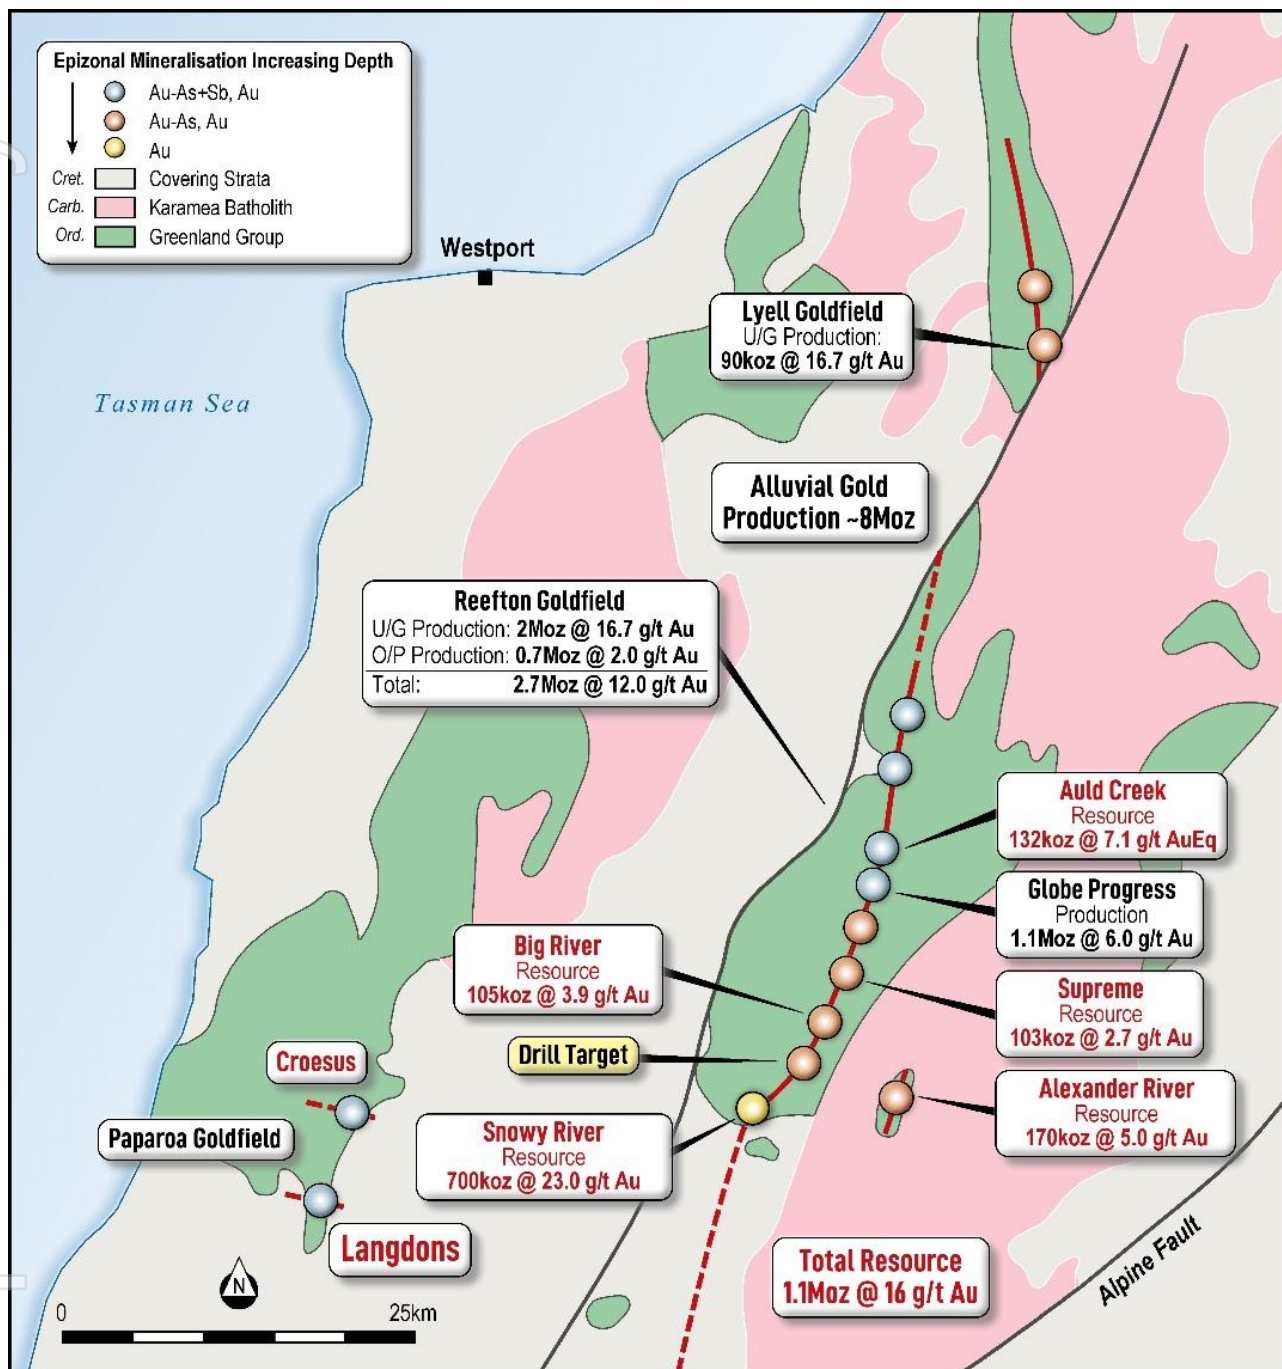 Epizonal Mineralisation Increasing Depth
Au-As+Sb, Au
Au-As, Au
Au
Cret. Covering Strata
Carb. Karamea Batholith
Ord. Greenland Group
Westport
Tasman Sea
Lyell Goldfield
U/G Production:
90koz @ 16.7 g/t Au
Alluvial Gold
Production ~8Moz
Reefton Goldfield
U/G Production: 2Moz @ 16.7 g/t Au
O/P Production: 0.7Moz @ 2.0 g/t Au
Total: 2.7Moz @ 12.0 g/t Au
Auld Creek
Resource
132koz @ 7.1 g/t AuEq
Globe Progress
Production
1.1Moz @ 6.0 g/t Au
Big River
Resource
105koz @ 3.9 g/t Au
Supreme
Resource
103koz @ 2.7 g/t Au
Drill Target
Croesus
Alexander River
Resource
170koz @ 5.0 g/t Au
Paparoa Goldfield
Snowy River
Resource
700koz @ 23.0 g/t Au
Langdons
Total Resource
1.1Moz @ 16 g/t Au
Alpine Fault
N
0 25km